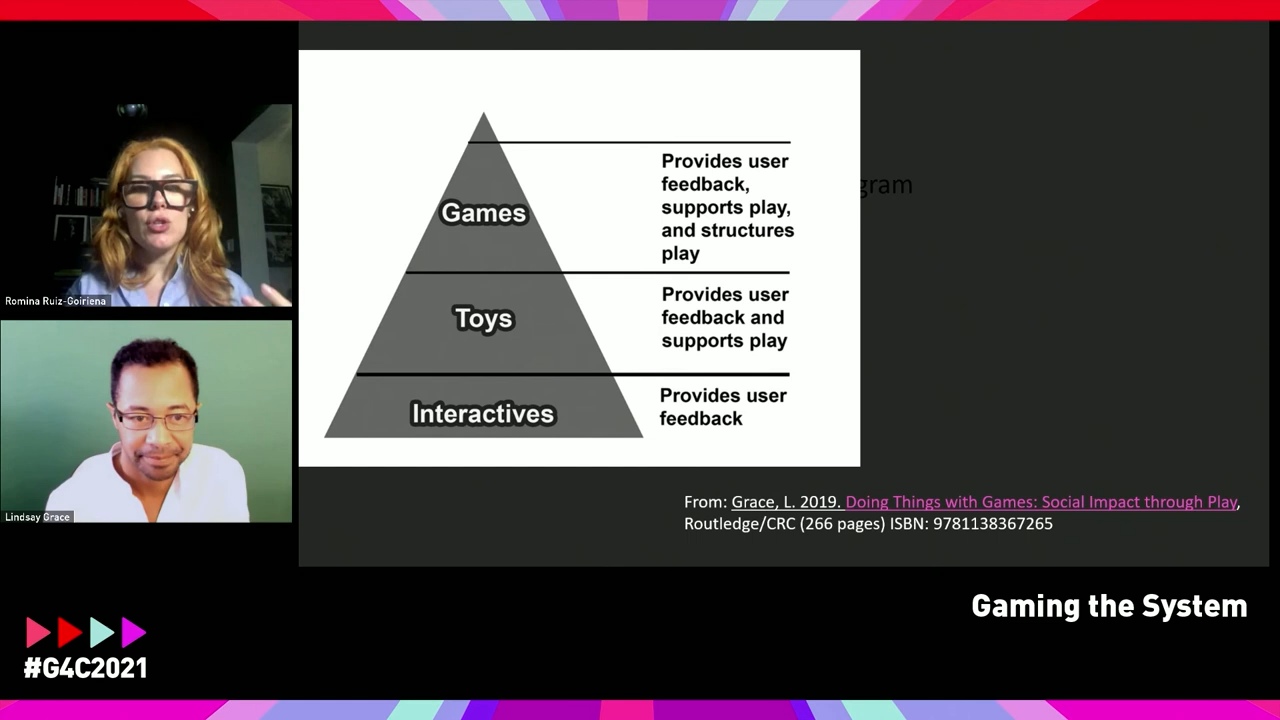 Provides user
feedback,
supports play,
and structures
play
Games
Provides user
feedback and
supports play
Toys
Provides user
feedback
Interactives
gram
From: Grace, L. 2019. Doing Things with Games: Social Impact through Play,
Routledge/CRC (266 pages) ISBN: 9781138367265
Romina Ruiz-Goiriena
Lindsay Grace
Gaming the System
#G4C2021